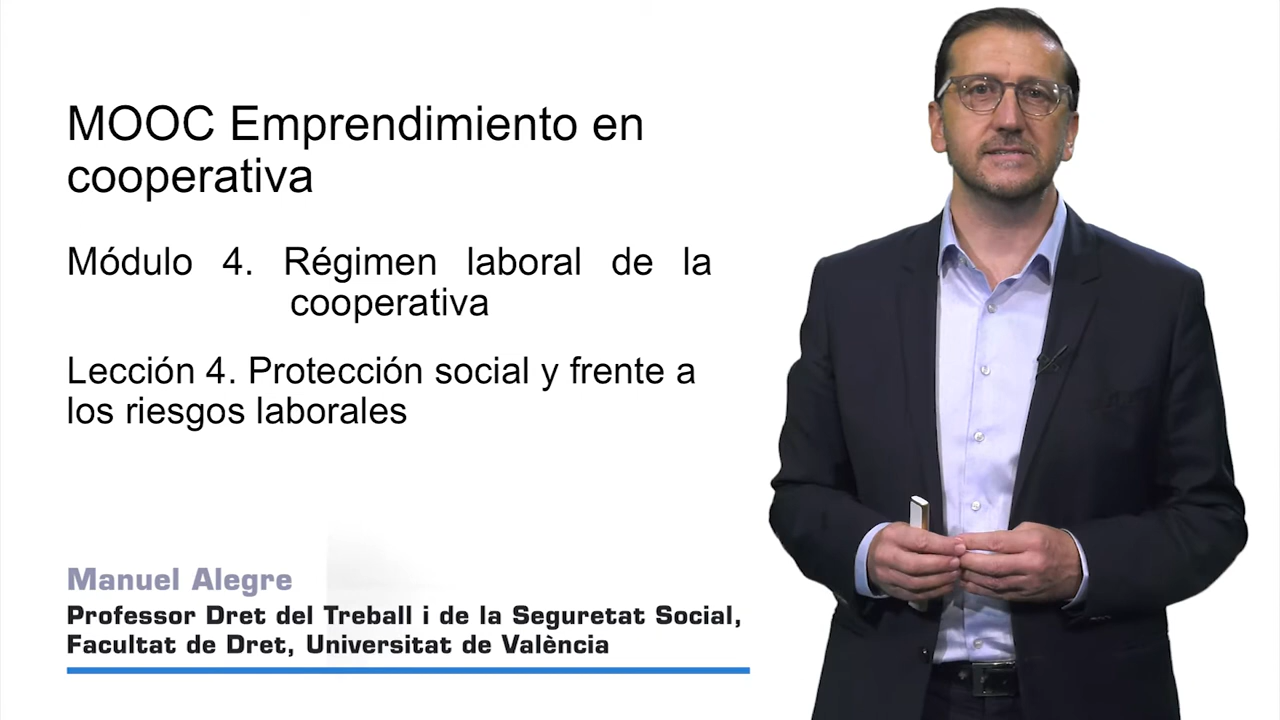 MOOC Emprendimiento en
cooperativa
Módulo 4. Régimen laboral de la
cooperativa
Lección 4. Protección social y frente a
los riesgos laborales
Manuel Alegre
Professor Dret del Treball i de la Seguretat Social,
Facultat de Dret, Universitat de València